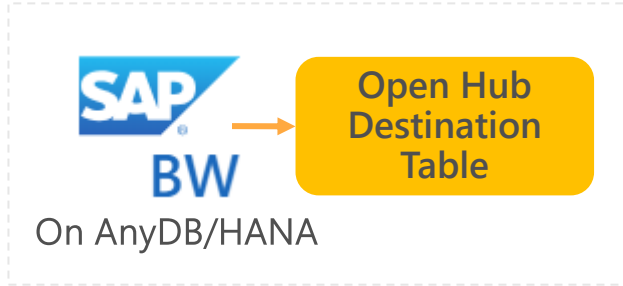 SAP
BW
On AnyDB/HANA
Open Hub
Destination
Table